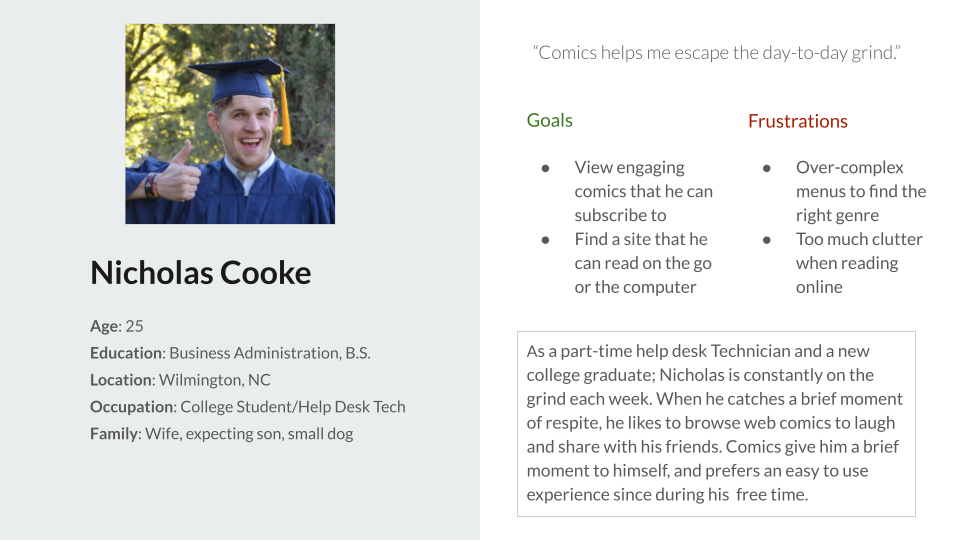 Nicholas Cooke
Age: 25
Education: Business Administration, B.S.
Location: Wilmington, NC
Occupation: College Student/Help Desk Tech
Family: Wife, expecting son, small dog
“Comics helps me escape the day-to-day grind.”
Goals
● View engaging
comics that he can
subscribe to
● Find a site that he
can read on the go
or the computer
Frustrations
● Over-complex
menus to find the
right genre
● Too much clutter
when reading
online
As a part-time help desk Technician and a new
college graduate; Nicholas is constantly on the
grind each week. When he catches a brief moment
of respite, he likes to browse web comics to laugh
and share with his friends. Comics give him a brief
moment to himself, and prefers an easy to use
experience since during his  free time.